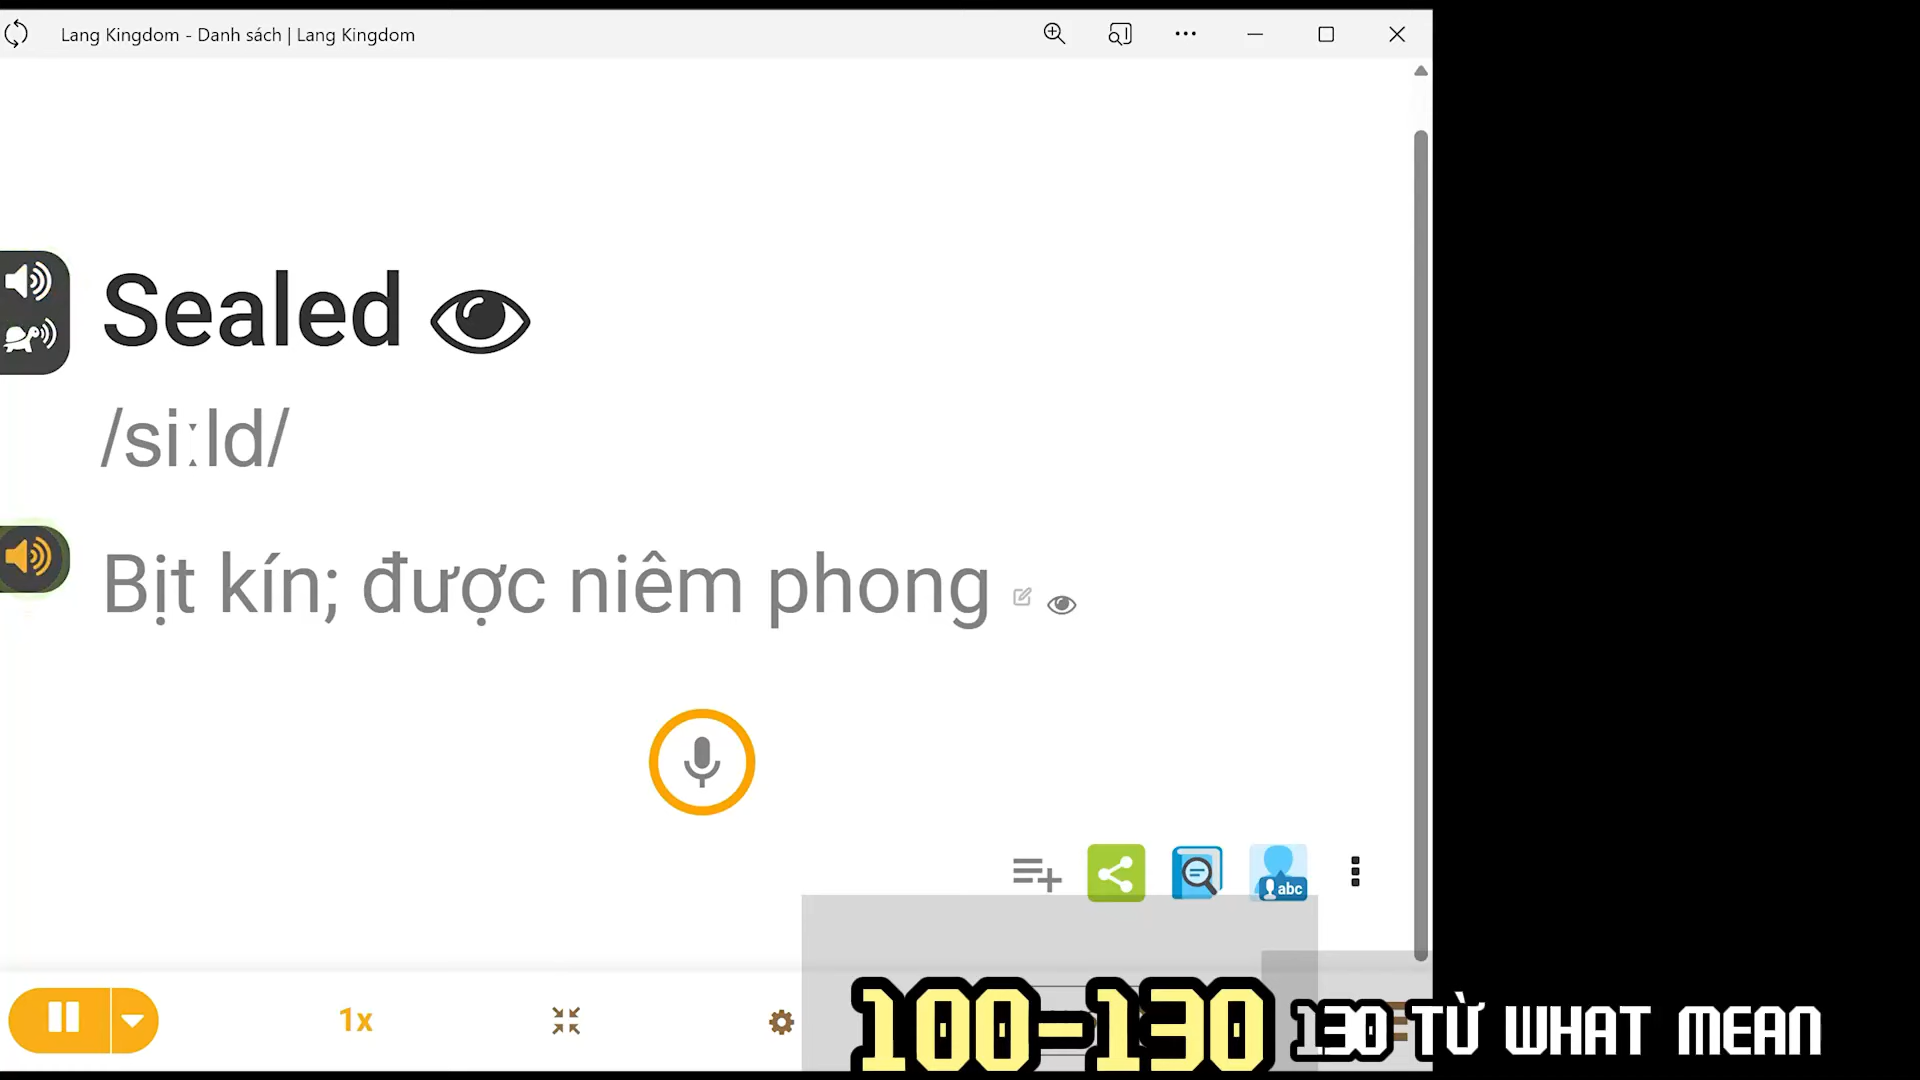 Lang Kingdom - Danh sách | Lang Kingdom
Sealed
/siːld/
Bịt kín; được niêm phong
abc
1x
100-130
130 TỪ WHAT MEAN